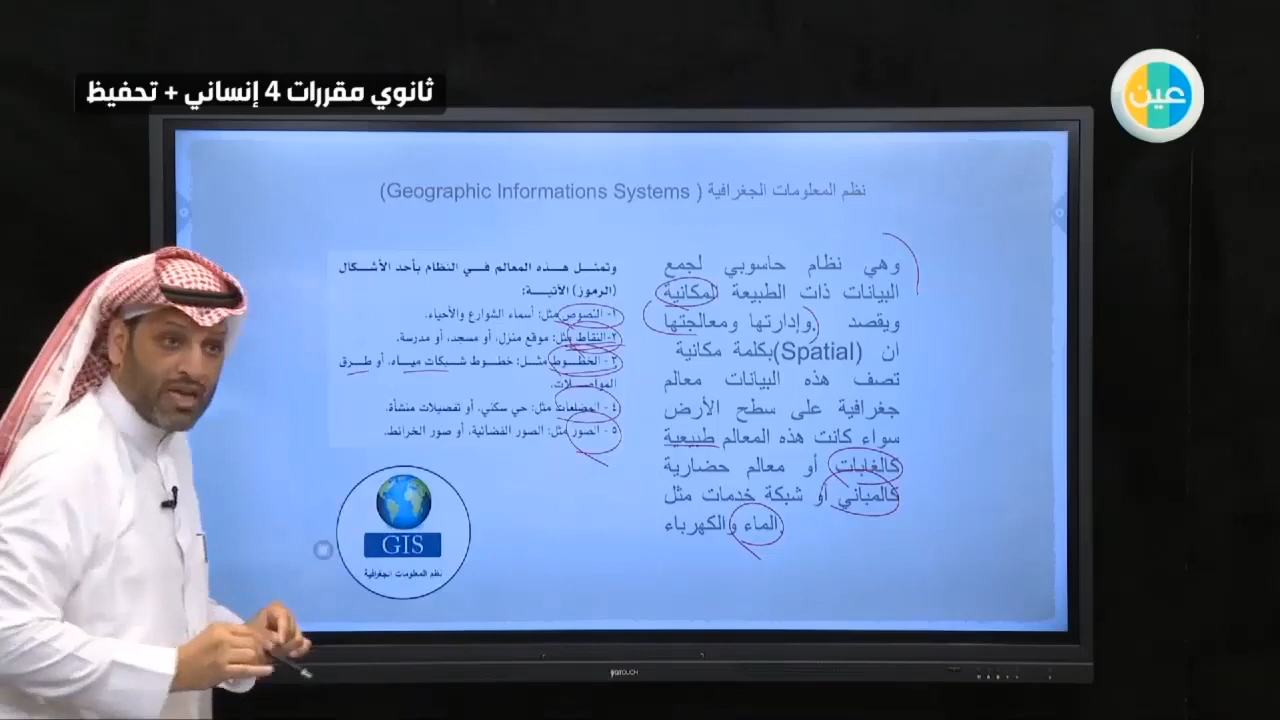 ثانوي مقررات 4 إنساني + تحفيظ
عين
نظم المعلومات الجغرافية ( Geographic Informations Systems)
وهي نظام حاسوبي لجمع
البيانات ذات الطبيعة المكانية
وإدارتها ومعالجتها) ويقصد
ان (Spatial)بكلمة مكانية
تصف هذه البيانات معالم
جغرافية على سطح الأرض
سواء كانت هذه المعالم طبيعية
كالغابات أو معالم حضارية
كالمباني أو شبكة خدمات مثل
الماء والكهرباء.
وتمثل هذه المعالم في النظام بأحد الأشكال
(الرموز) الآتية:
١- النصوص مثل: أسماء الشوارع والأحياء.
٢- النقاط مثل: موقع منزل، أو مسجد، أو مدرسة.
٣- الخطوط مثل: خطوط شبكات مياه، أو طرق
المواصلات.
٤- المضلعات مثل: حي سكني، أو تفصيلات منشأة.
٥- الصور مثل: الصور الفضائية، أو صور الخرائط.
GIS
نظم المعلومات الجغرافية